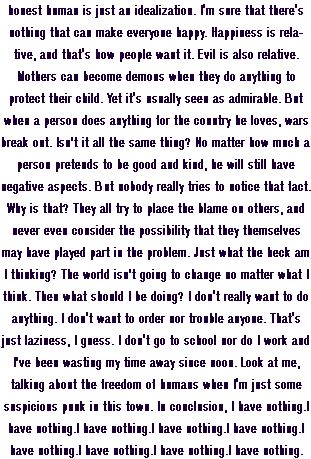 honest human is just an idealization. I'm sure that there's
nothing that can make everyone happy. Happiness is rela-
tive, and that's how people want it. Evil is also relative.
Mothers can become demons when they do anything to
protect their child. Yet it's usually seen as admirable. But
when a person does anything for the country he loves, wars
break out. Isn't it all the same thing? No matter how much a
person pretends to be good and kind, he will still have
negative aspects. But nobody really tries to notice that fact.
Why is that? They all try to place the blame on others, and
never even consider the possibility that they themselves
may have played part in the problem. Just what the heck am
I thinking? The world isn't going to change no matter what I
think. Then what should I be doing? I don't really want to do
anything. I don't want to order nor trouble anyone. That's
just laziness, I guess. I don't go to school nor do I work and
I've been wasting my time away since noon. Look at me,
talking about the freedom of humans when I'm just some
suspicious punk in this town. In conclusion, I have nothing.I
have nothing.I have nothing.I have nothing.I have nothing.I
have nothing.I have nothing.I have nothing.I have nothing.